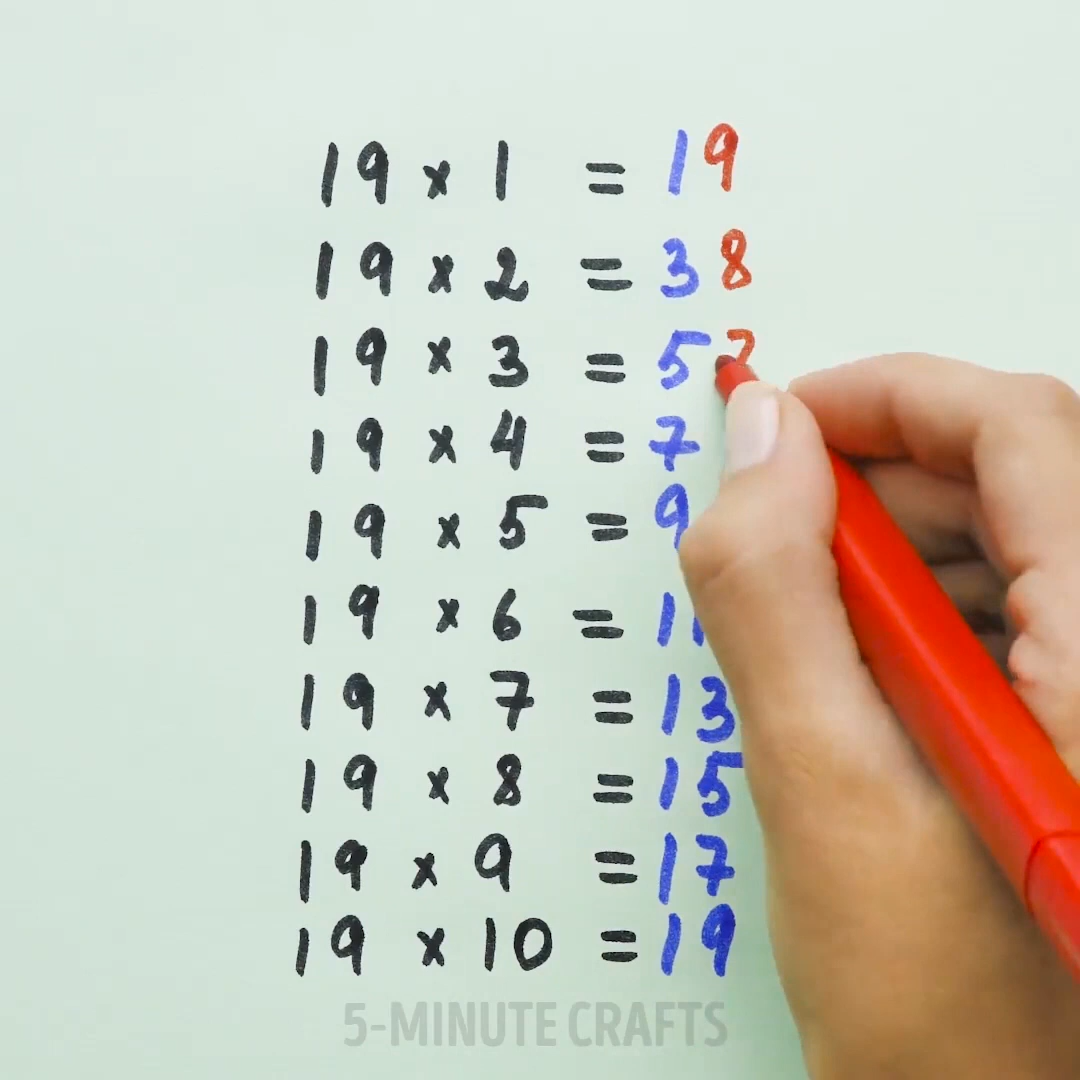 19 × 1 = 19
19 × 2 = 38
19 × 3 = 57
19 × 4 = 7
19 × 5 = 9
19 × 6 = 11
19 × 7 = 13
19 × 8 = 15
19 × 9 = 17
19 × 10 = 19
5-MINUTE CRAFTS